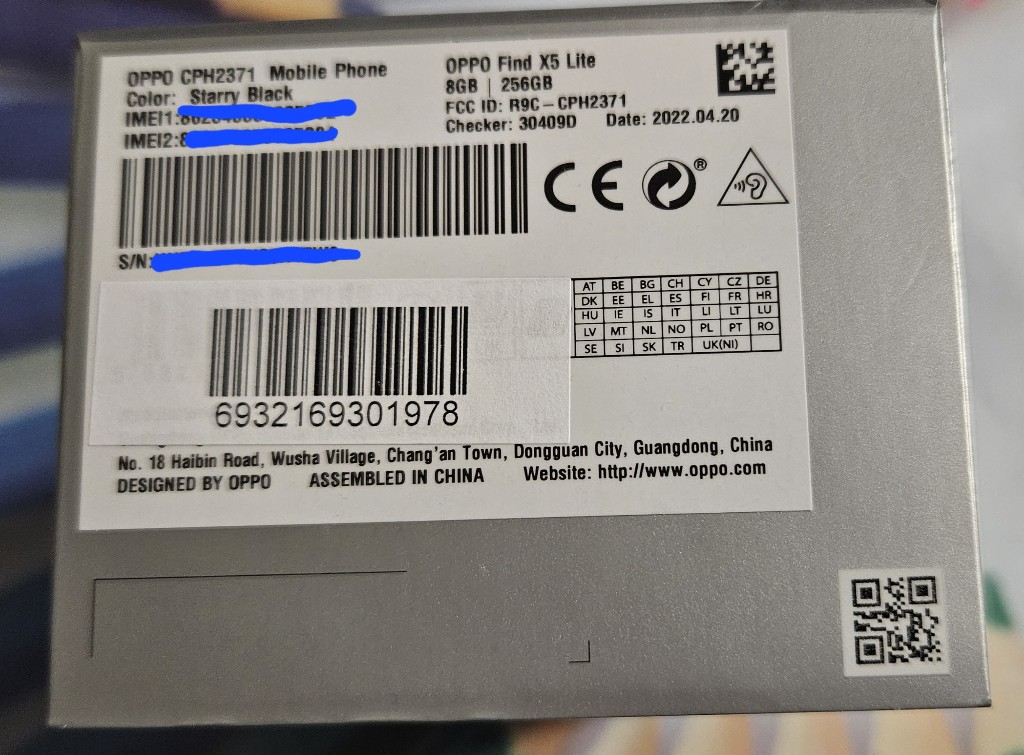 OPPO CPH2371 Mobile Phone
Color: Starry Black
IMEI1:
IMEI2:8
OPPO Find X5 Lite
8GB | 256GB
FCC ID: R9C-CPH2371
Checker: 30409D Date: 2022.04.20
CE
®
S/N:
AT BE BG CH CY CZ DE
DK EE EL ES FI FR HR
HU IE IS IT LI LT LU
LV MT NL NO PL PT RO
SE SI SK TR UK(NI)
6932169301978
No. 18 Haibin Road, Wusha Village, Chang'an Town, Dongguan City, Guangdong, China
DESIGNED BY OPPO ASSEMBLED IN CHINA Website: http://www.oppo.com